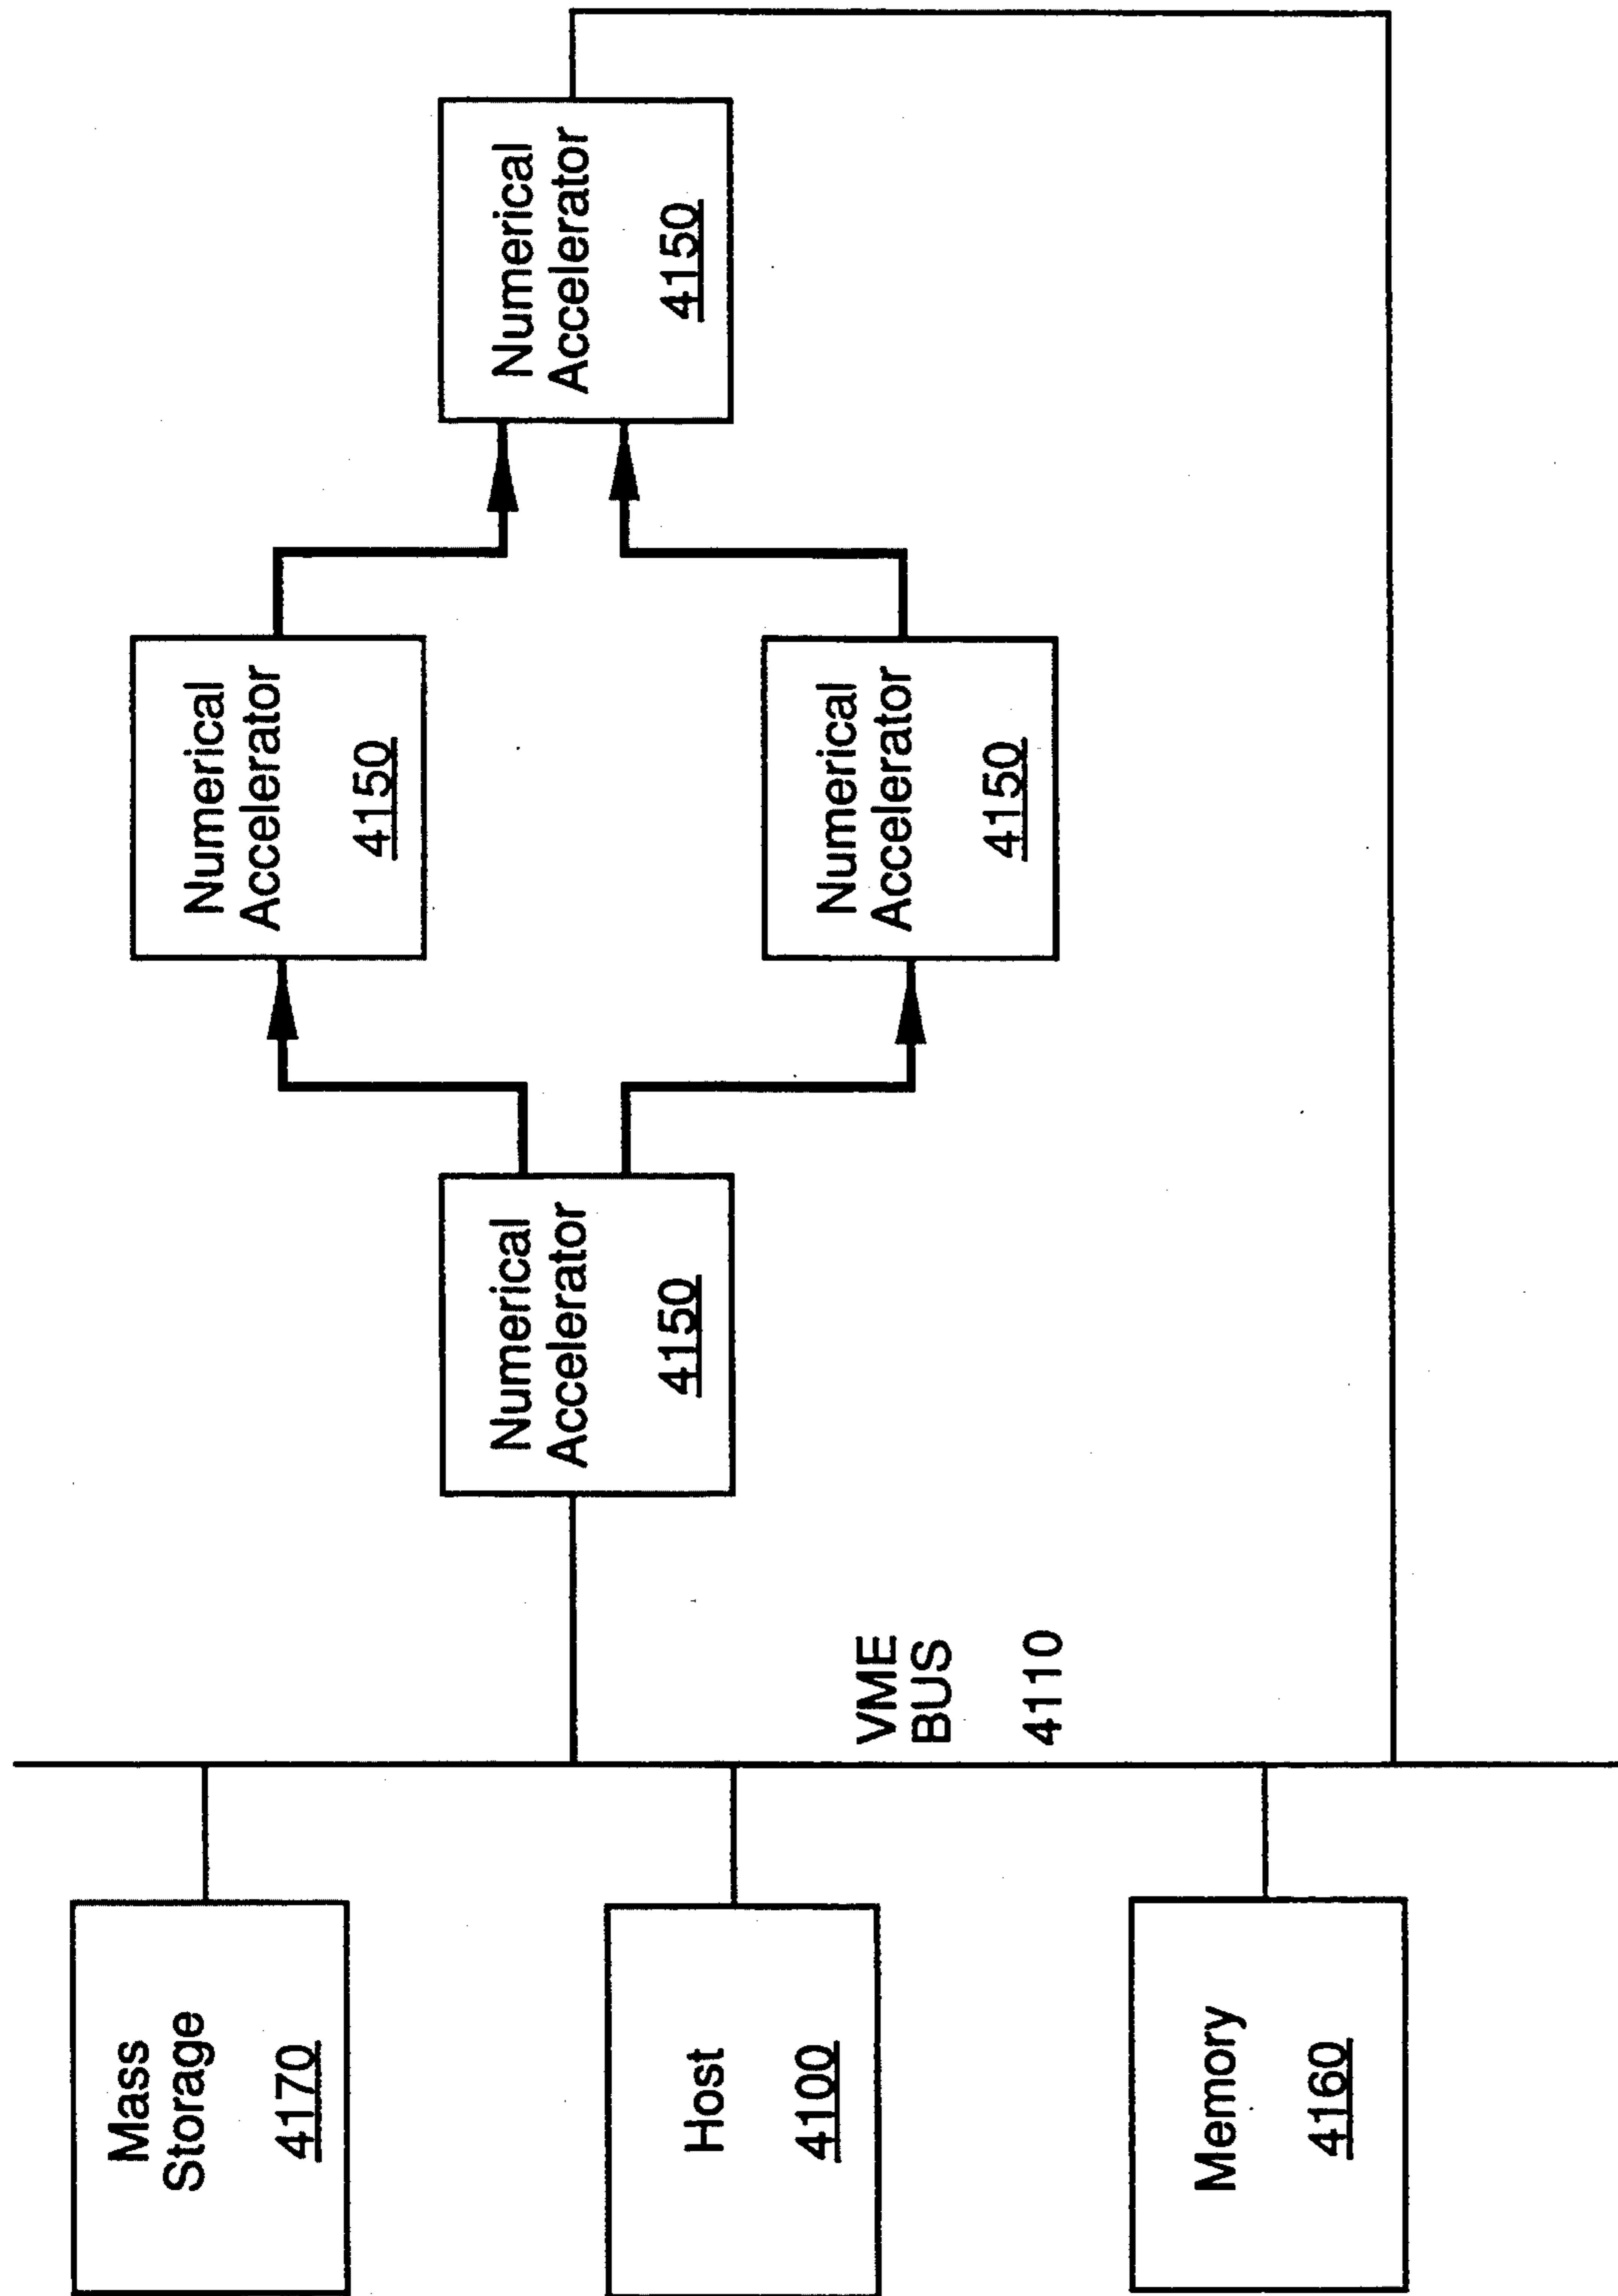 Mass
Storage
4170
Host
4100
Memory
4160
VME
BUS
4110
Numerical
Accelerator
4150
Numerical
Accelerator
4150
Numerical
Accelerator
4150
Numerical
Accelerator
4150